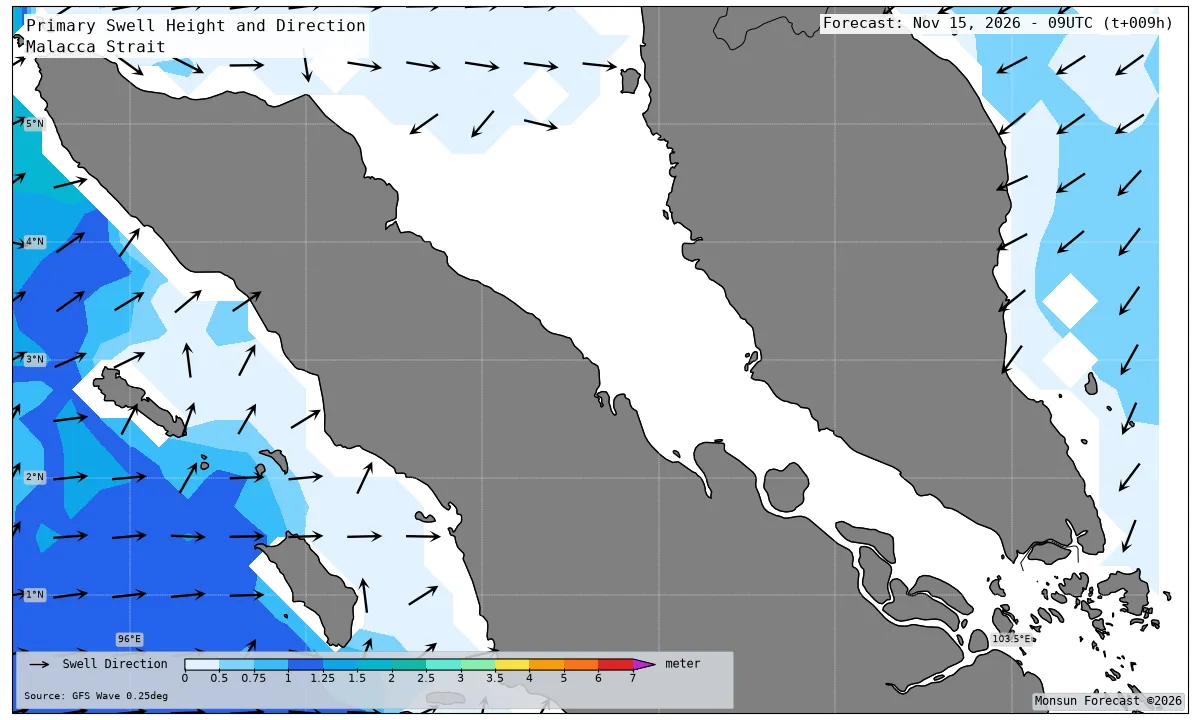 Primary Swell Height and Direction
Malacca Strait
Forecast: Nov 15, 2026 - 09UTC (t+009h)
5°N
4°N
3°N
2°N
1°N
96°E
103.5°E
Swell Direction
0 0.5 0.75 1 1.25 1.5 2 2.5 3 3.5 4 5 6 7
meter
Source: GFS Wave 0.25deg
Monsun Forecast ©2026